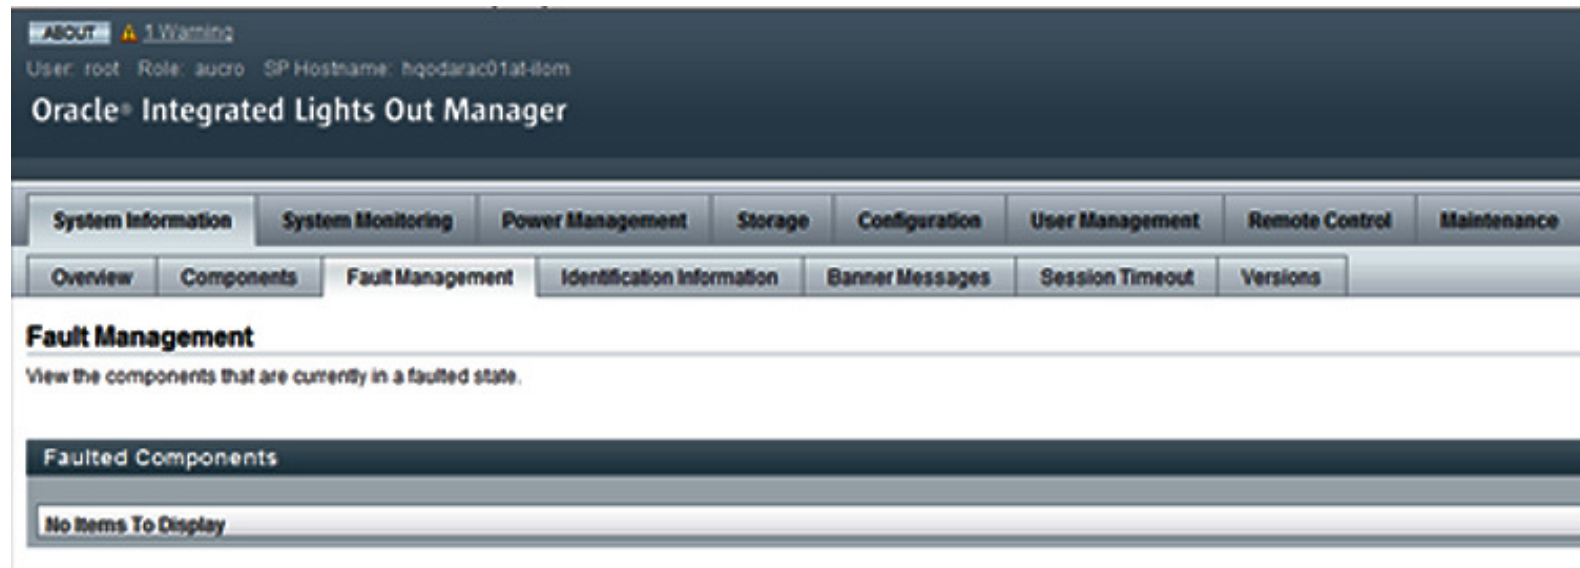 ABOUT 1 Warning
User: root Role: aucro SP Hostname: hqodarac01at-ilom
Oracle® Integrated Lights Out Manager
System Information System Monitoring Power Management Storage Configuration User Management Remote Control Maintenance
Overview Components Fault Management Identification Information Banner Messages Session Timeout Versions
Fault Management
View the components that are currently in a faulted state.
Faulted Components
No Items To Display